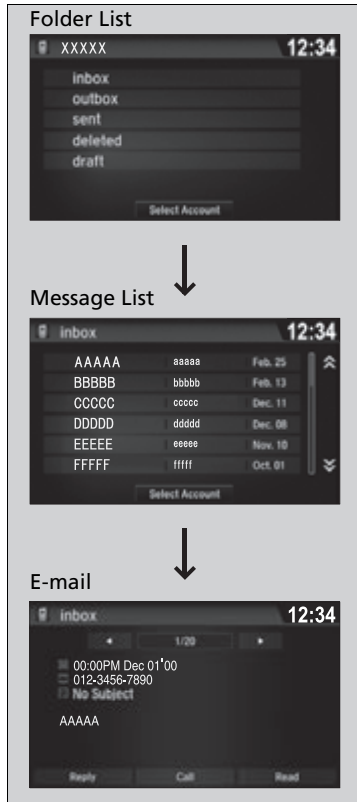 Folder List
XXXXX 12:34
inbox
outbox
sent
deleted
draft
Select Account
Message List
inbox 12:34
AAAAA aaaaa Feb. 25
BBBBB bbbbb Feb. 13
CCCCC ccccc Dec. 11
DDDDD ddddd Dec. 08
EEEEE eeeee Nov. 10
FFFFF fffff Oct. 01
Select Account
E-mail
inbox 12:34
1/20
00:00PM Dec 01'00
012-3456-7890
No Subject
AAAAA
Reply Call Read